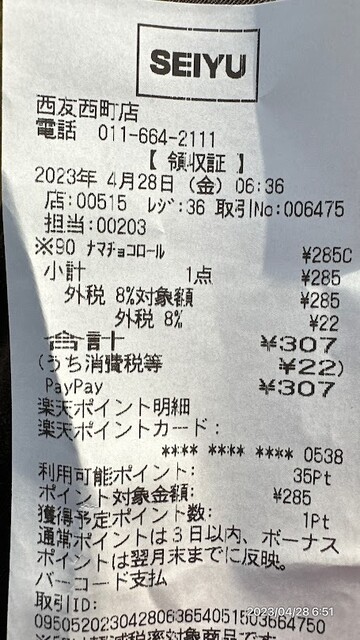 SEIYU
西友西町店
電話 011-664-2111
【 領収証 】
2023年 4月28日 (金) 06:36
店:00515 レジ:36 取引No:006475
担当:00203
※90 ナマチョコロール ¥285C
小計 1点 ¥285
外税 8%対象額 ¥285
外税 8% ¥22
合計 ¥307
(うち消費税等 ¥22)
PayPay ¥307
楽天ポイント明細
楽天ポイントカード:
**** **** **** 0538
利用可能ポイント: 35Pt
ポイント対象金額: ¥285
獲得予定ポイント数: 1Pt
通常ポイントは3日以内、ボーナス
ポイントは翌月末までに反映。
バーコード支払
取引ID:
09505202304280636540515036647​50
2023/04/28 6:51